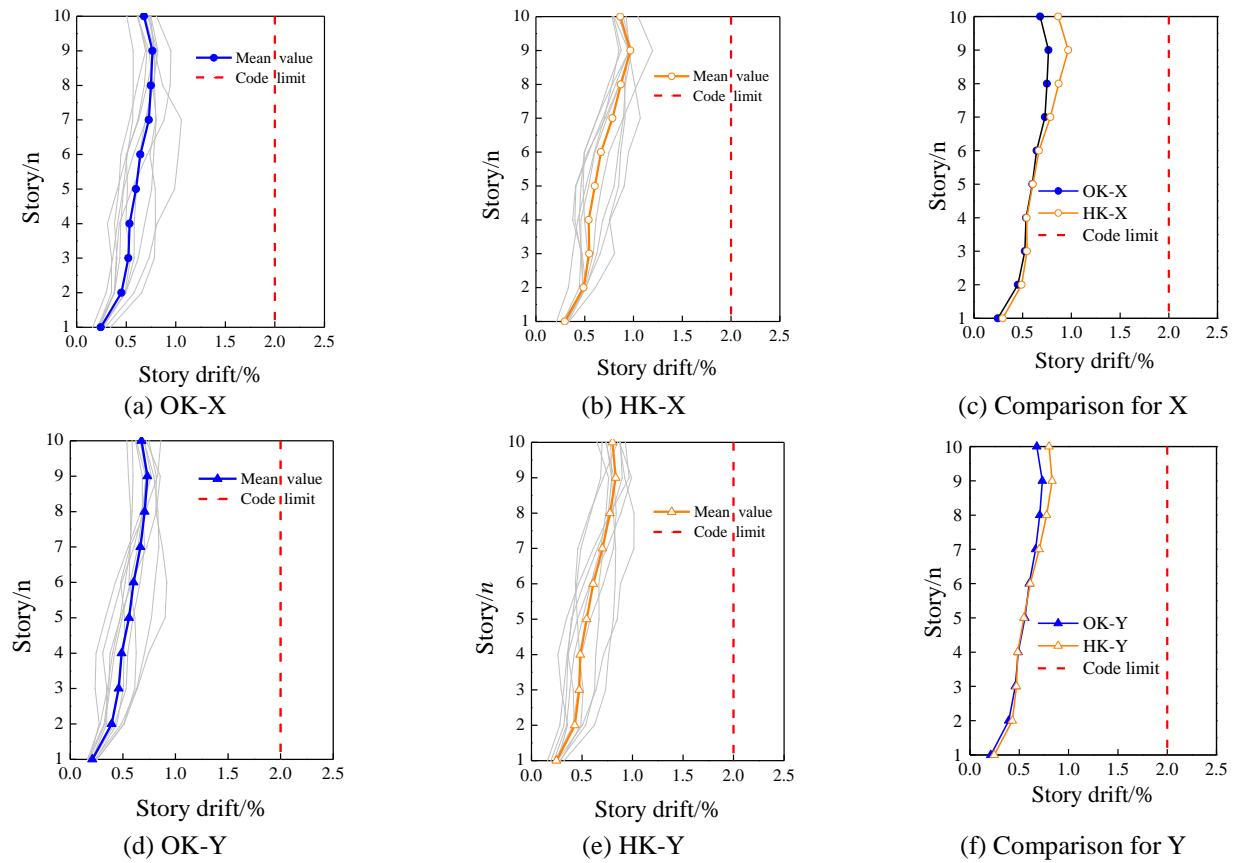 10
9
8
7
6
5
4
3
2
1
Story/n
Mean value
Code limit
0.0 0.5 1.0 1.5 2.0 2.5
Story drift/%
(a) OK-X
10
9
8
7
6
5
4
3
2
1
Story/n
Mean value
Code limit
0.0 0.5 1.0 1.5 2.0 2.5
Story drift/%
(b) HK-X
10
9
8
7
6
5
4
3
2
1
Story/n
OK-X
HK-X
Code limit
0.0 0.5 1.0 1.5 2.0 2.5
Story drift/%
(c) Comparison for X
10
9
8
7
6
5
4
3
2
1
Story/n
Mean value
Code limit
0.0 0.5 1.0 1.5 2.0 2.5
Story drift/%
(d) OK-Y
10
9
8
7
6
5
4
3
2
1
Story/n
Mean value
Code limit
0.0 0.5 1.0 1.5 2.0 2.5
Story drift/%
(e) HK-Y
10
9
8
7
6
5
4
3
2
1
Story/n
OK-Y
HK-Y
Code limit
0.0 0.5 1.0 1.5 2.0 2.5
Story drift/%
(f) Comparison for Y